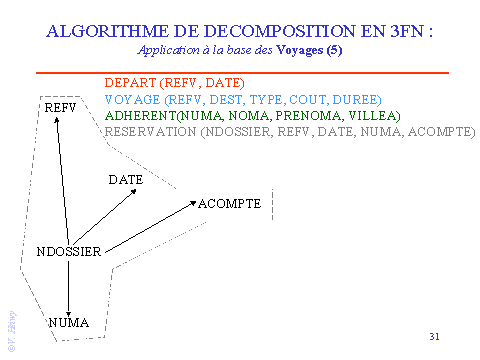 ALGORITHME DE DECOMPOSITION EN 3FN :
Application à la base des Voyages (5)
DEPART (REFV, DATE)
VOYAGE (REFV, DEST, TYPE, COUT, DUREE)
ADHERENT(NUMA, NOMA, PRENOMA, VILLEA)
RESERVATION (NDOSSIER, REFV, DATE, NUMA, ACOMPTE)
REFV
DATE
ACOMPTE
NDOSSIER
NUMA
31